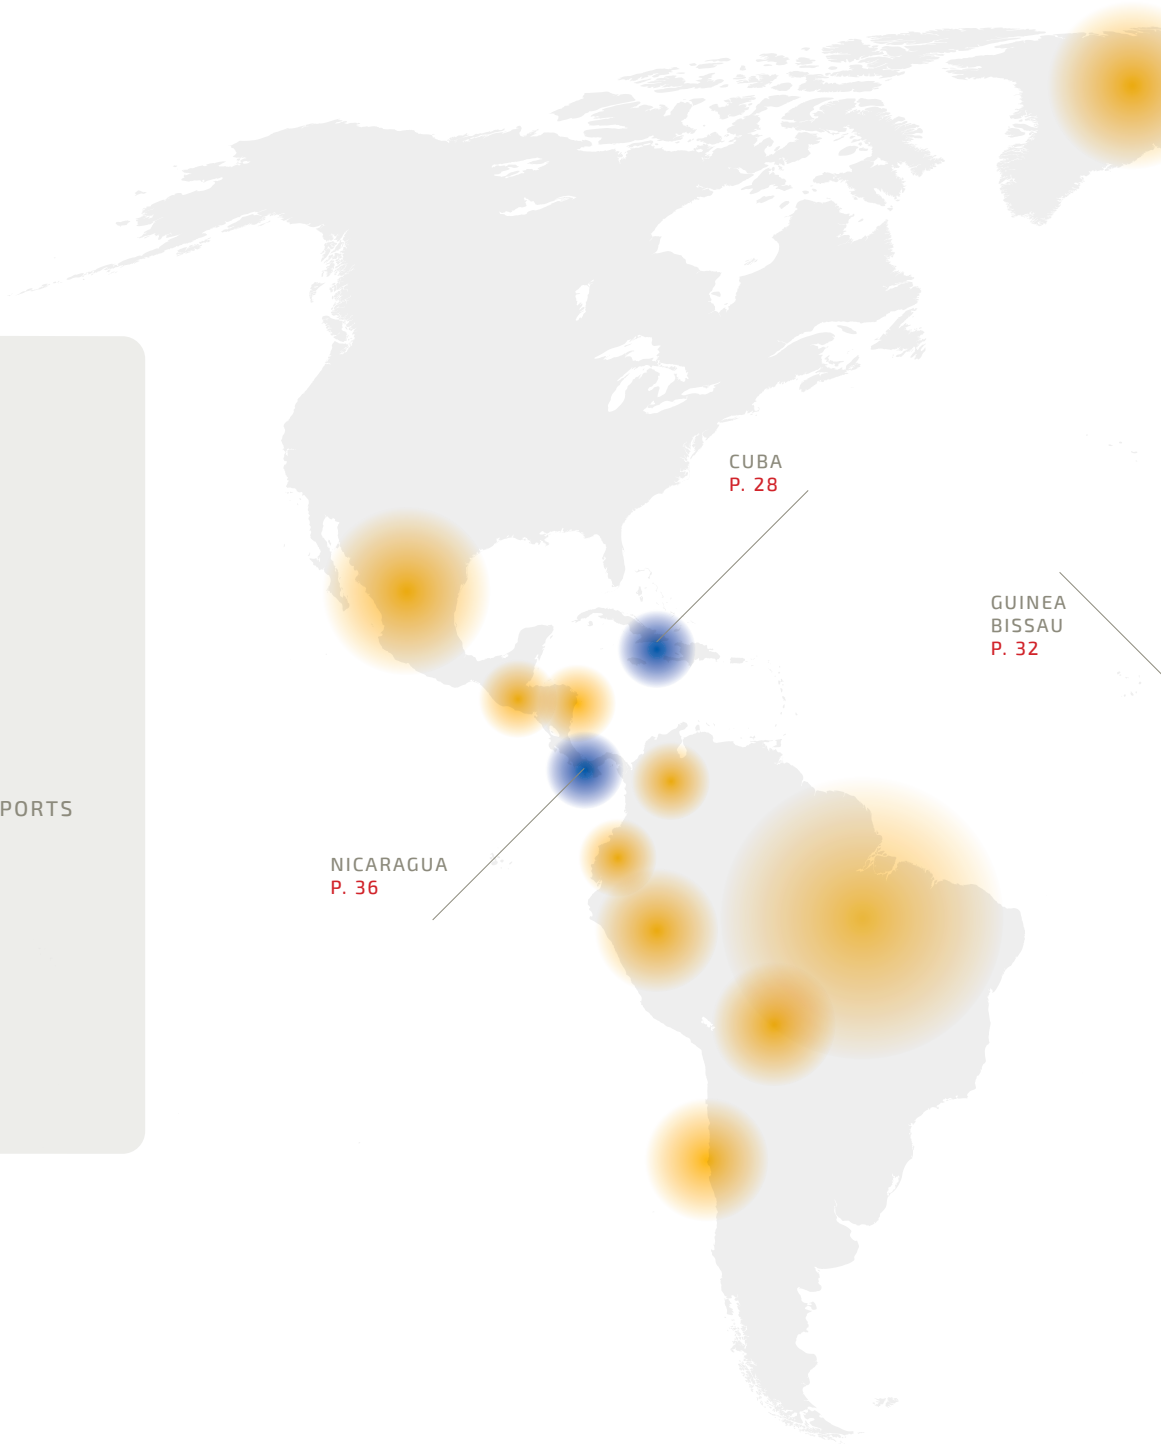 CUBA
P. 28
GUINEA
BISSAU
P. 32
PORTS
NICARAGUA
P. 36